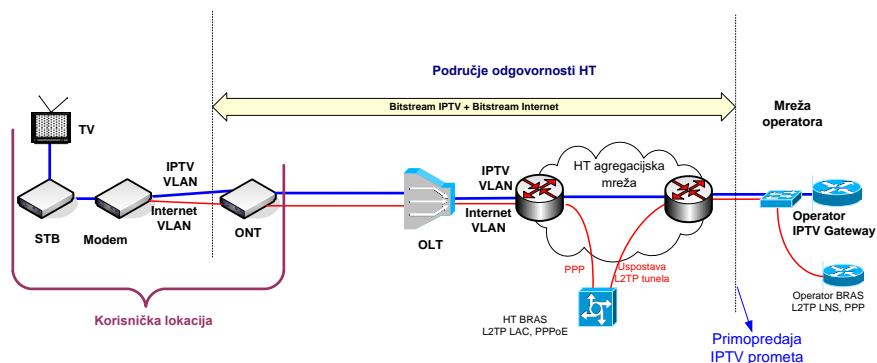 Područje odgovornosti HT
Bitstream IPTV + Bitstream Internet
Mreža
operatora
TV
IPTV
VLAN
Internet
VLAN
STB
Modem
ONT
OLT
IPTV
VLAN
Internet
VLAN
HT agregacijska
mreža
Operator
IPTV Gateway
PPP
Uspostava
L2TP tunela
HT BRAS
L2TP LAC, PPPoE
Operator BRAS
L2TP LNS, PPP
Korisnička lokacija
Primopredaja
IPTV prometa